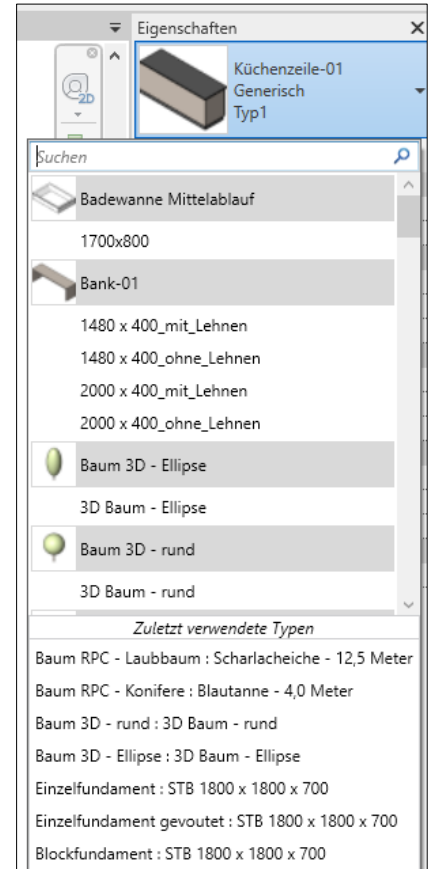 Eigenschaften
2D
Küchenzeile-01
Generisch
Typ1
Suchen
Badewanne Mittelablauf
1700x800
Bank-01
1480 x 400_mit_Lehnen
1480 x 400_ohne_Lehnen
2000 x 400_mit_Lehnen
2000 x 400_ohne_Lehnen
Baum 3D - Ellipse
3D Baum - Ellipse
Baum 3D - rund
3D Baum - rund
Zuletzt verwendete Typen
Baum RPC - Laubbaum : Scharlacheiche - 12,5 Meter
Baum RPC - Konifere : Blautanne - 4,0 Meter
Baum 3D - rund : 3D Baum - rund
Baum 3D - Ellipse : 3D Baum - Ellipse
Einzelfundament : STB 1800 x 1800 x 700
Einzelfundament gevoutet : STB 1800 x 1800 x 700
Blockfundament : STB 1800 x 1800 x 700